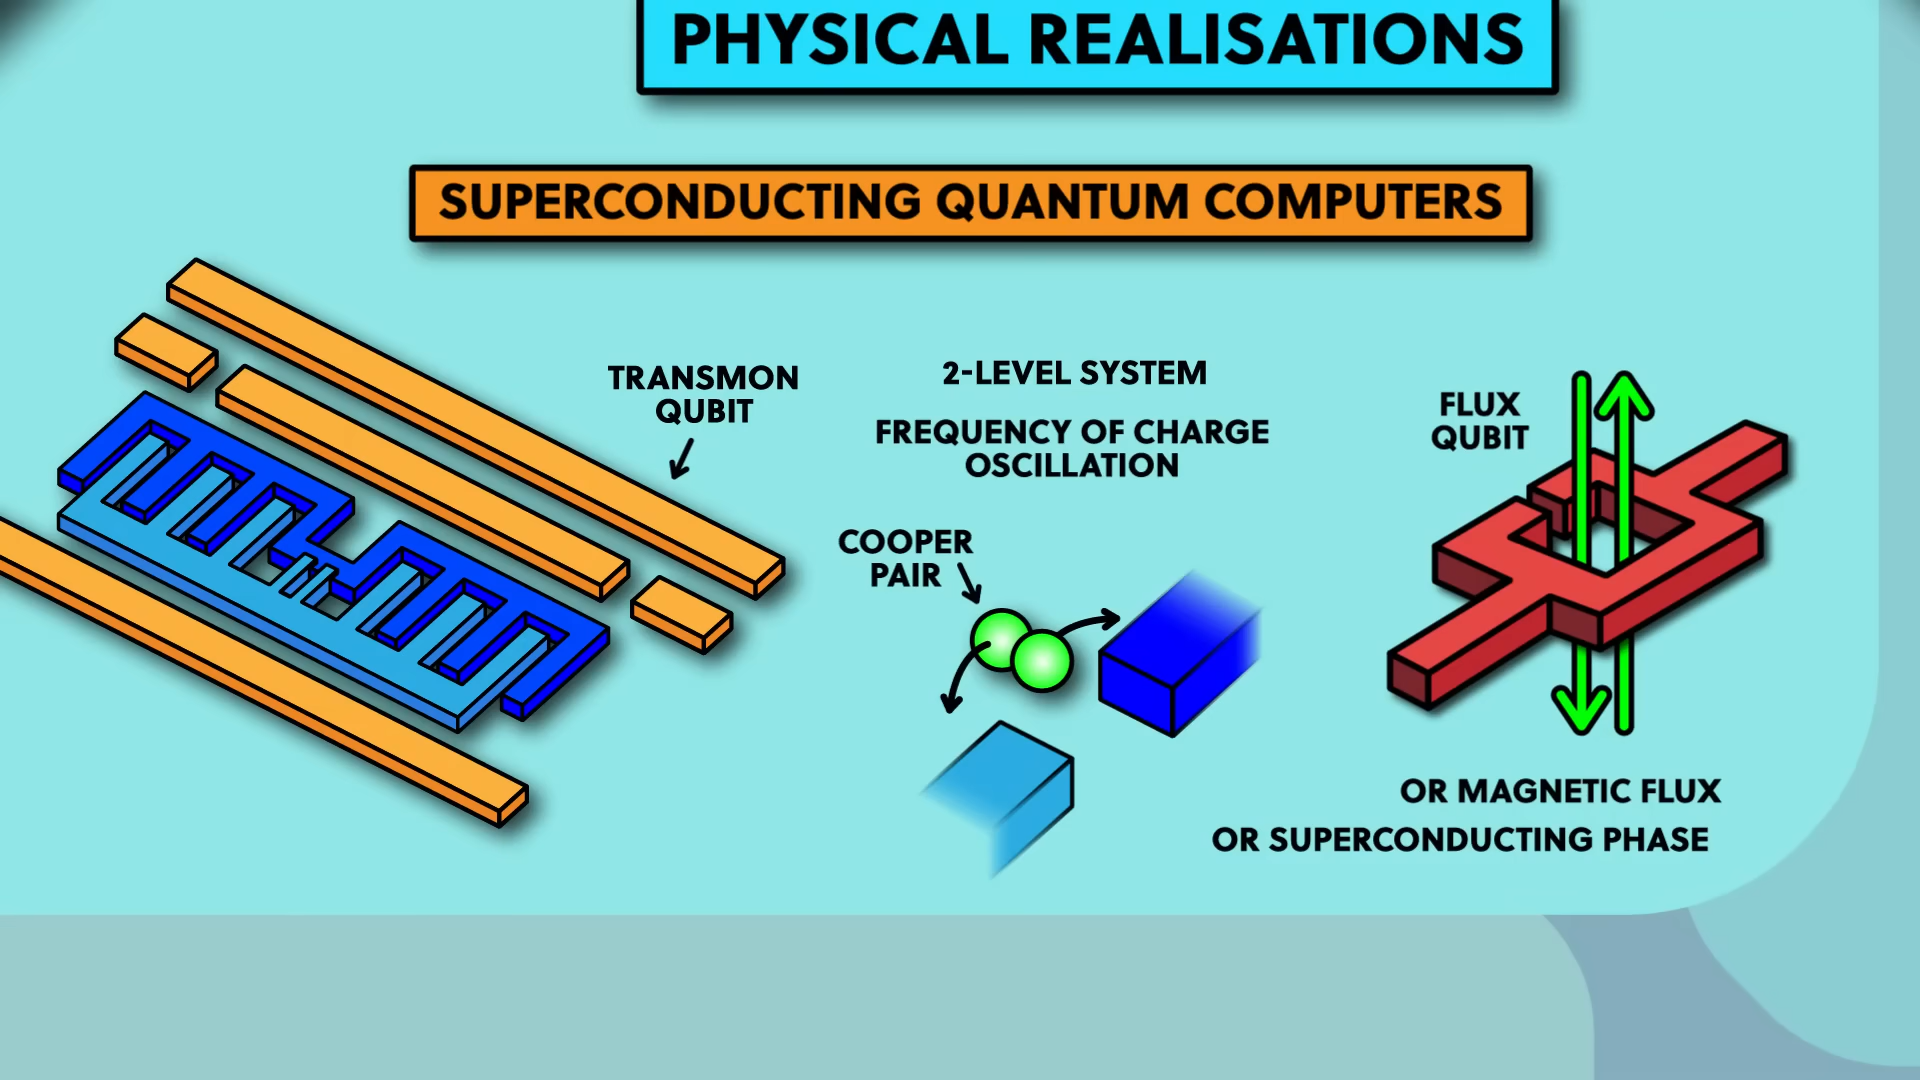 PHYSICAL REALISATIONS
SUPERCONDUCTING QUANTUM COMPUTERS
TRANSMON
QUBIT
2-LEVEL SYSTEM
FREQUENCY OF CHARGE
OSCILLATION
COOPER
PAIR
FLUX
QUBIT
OR MAGNETIC FLUX
OR SUPERCONDUCTING PHASE